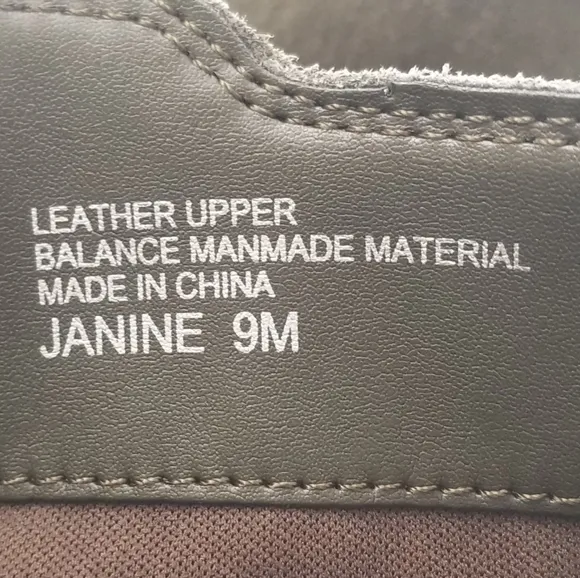 LEATHER UPPER
BALANCE MANMADE MATERIAL
MADE IN CHINA
JANINE 9M